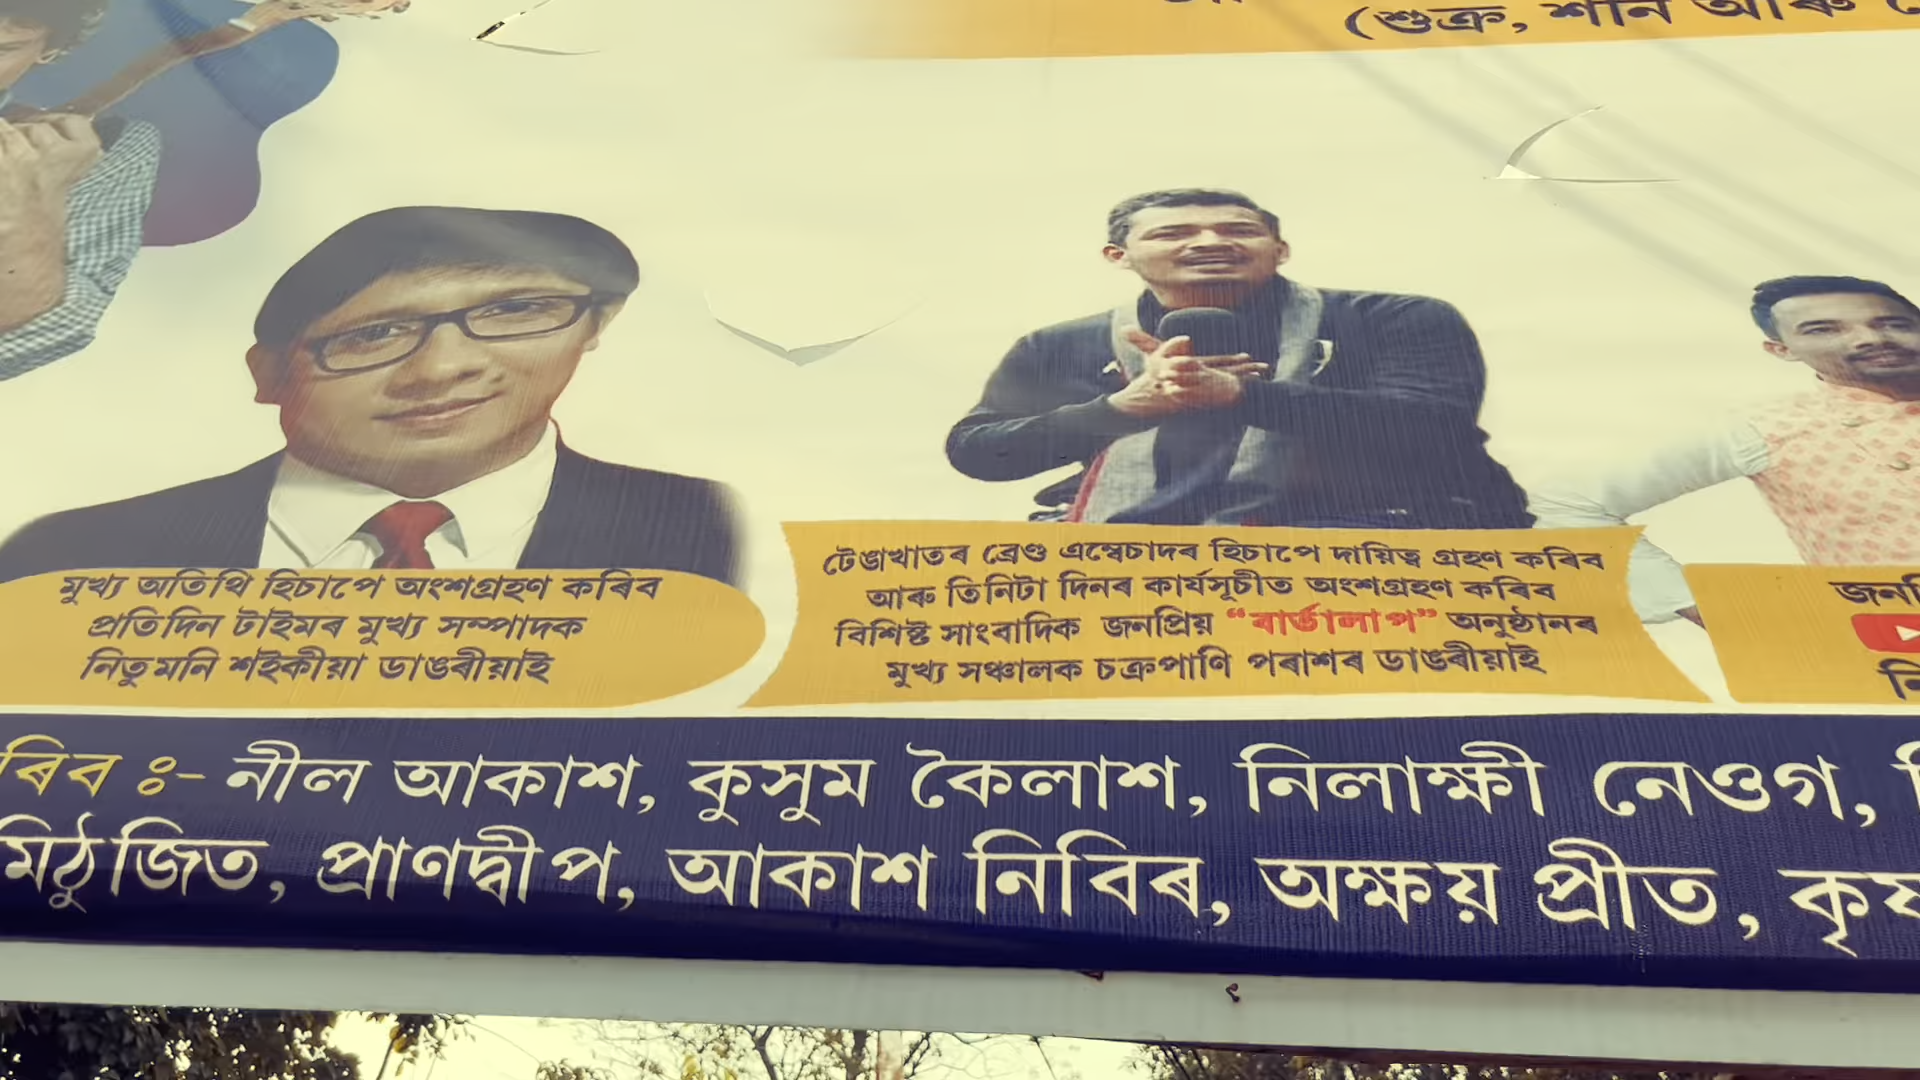 (শুক্ৰ, শনি আৰু
মুখ্য অতিথি হিচাপে অংশগ্ৰহণ কৰিব
প্ৰতিদিন টাইমৰ মুখ্য সম্পাদক
নিতুমনি শইকীয়া ডাঙৰীয়াই
টেঙাখাতৰ ব্ৰেণ্ড এম্বেচাদৰ হিচাপে দায়িত্ব গ্ৰহণ কৰিব
আৰু তিনিটা দিনৰ কাৰ্যসূচীত অংশগ্ৰহণ কৰিব
বিশিষ্ট সাংবাদিক জনপ্ৰিয় “বাৰ্তালাপ” অনুষ্ঠানৰ
মুখ্য সঞ্চালক চক্ৰপাণি পৰাশৰ ডাঙৰীয়াই
ৰিব ঃ- নীল আকাশ, কুসুম কৈলাশ, নিলাক্ষী নেওগ,
মিঠুজিত, প্ৰাণদ্বীপ, আকাশ নিবিৰ, অক্ষয় প্ৰীত,